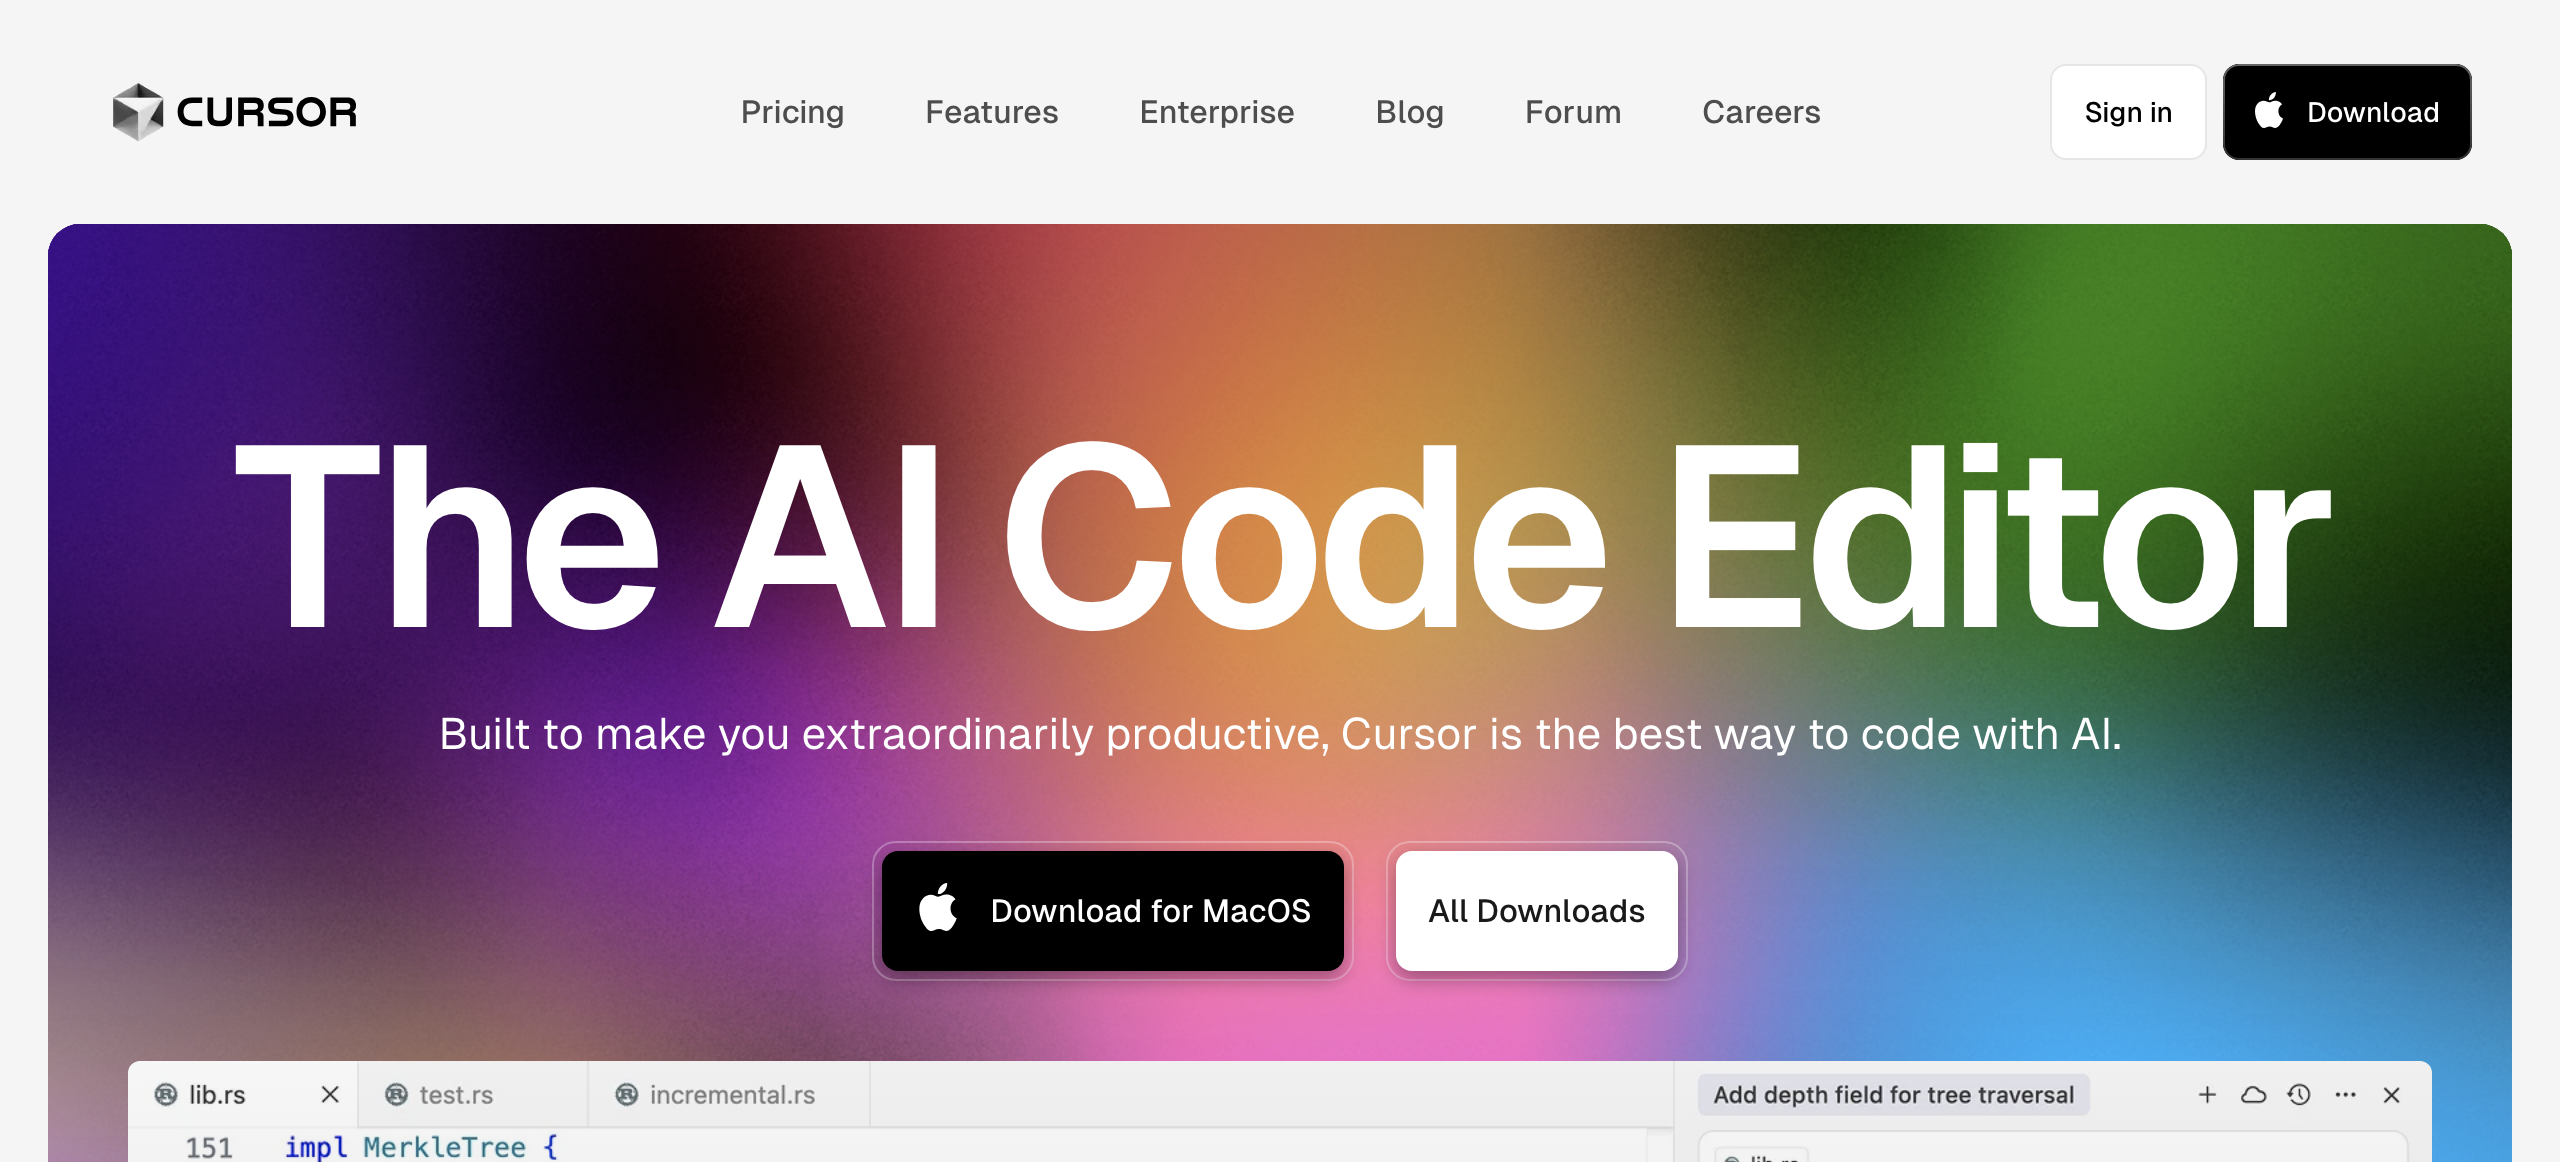 CURSOR
Pricing Features Enterprise Blog Forum Careers
Sign in Download
The AI Code Editor
Built to make you extraordinarily productive, Cursor is the best way to code with AI.
Download for MacOS All Downloads
lib.rs test.rs incremental.rs Add depth field for tree traversal
151 impl MerkleTree {
lib.rs